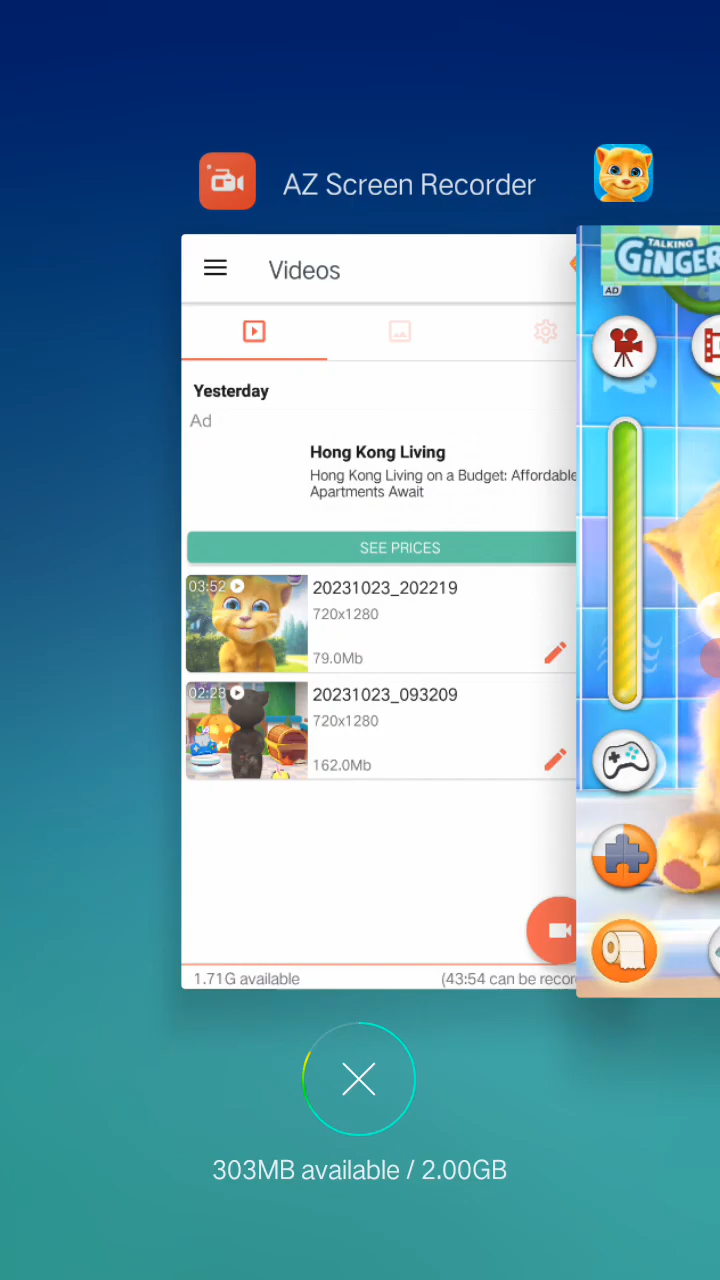 AZ Screen Recorder
Videos
Yesterday
Ad
Hong Kong Living
Hong Kong Living on a Budget: Affordable
Apartments Await
SEE PRICES
03:52
20231023_202219
720x1280
79.0Mb
02:23
20231023_093209
720x1280
162.0Mb
1.71G available
(43:54 can be recor
TALKING
GiNGER
AD
303MB available / 2.00GB